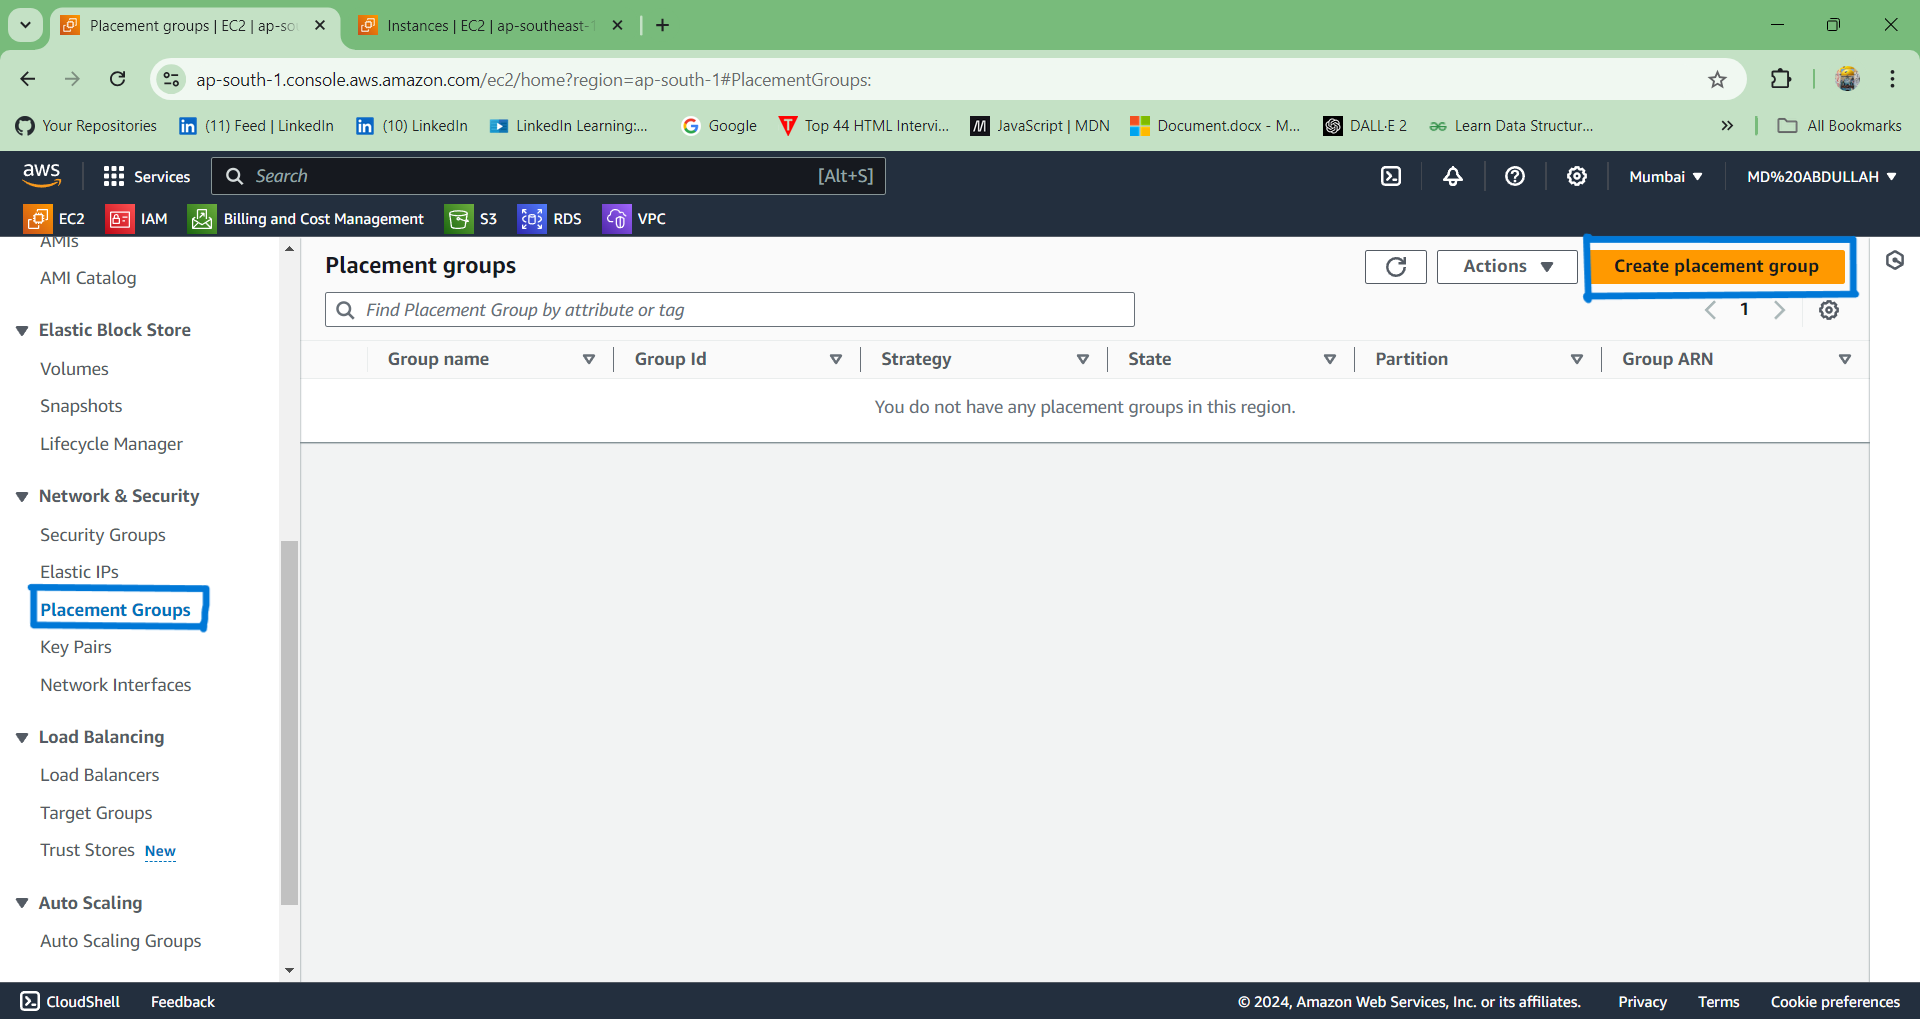 Placement groups | EC2 | ap-so
Instances | EC2 | ap-southeast-1
ap-south-1.console.aws.amazon.com/ec2/home?region=ap-south-1#PlacementGroups:
Your Repositories
(11) Feed | LinkedIn
(10) LinkedIn
LinkedIn Learning:...
Google
Top 44 HTML Intervi...
JavaScript | MDN
Document.docx - M...
DALL·E 2
Learn Data Structur...
All Bookmarks
aws
Services
Search
[Alt+S]
Mumbai
MD%20ABDULLAH
EC2
IAM
Billing and Cost Management
S3
RDS
VPC
AMIs
AMI Catalog
Elastic Block Store
Volumes
Snapshots
Lifecycle Manager
Network & Security
Security Groups
Elastic IPs
Placement Groups
Key Pairs
Network Interfaces
Load Balancing
Load Balancers
Target Groups
Trust Stores New
Auto Scaling
Auto Scaling Groups
Placement groups
Actions
Create placement group
Find Placement Group by attribute or tag
1
Group name
Group Id
Strategy
State
Partition
Group ARN
You do not have any placement groups in this region.
CloudShell
Feedback
© 2024, Amazon Web Services, Inc. or its affiliates.
Privacy
Terms
Cookie preferences